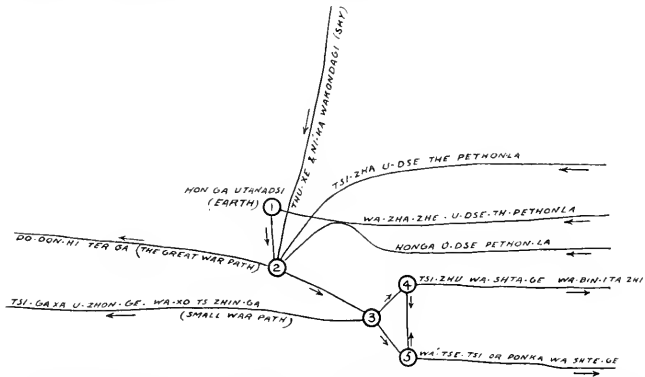 THU-XE & NI-KA WAKONDAGI (SKY)
TSI-ZHA U-DSE THE PETHON-LA
HON GA UTANADSI
(EARTH)
1
WA-ZHA-ZHE - U-DSE-TH-PETHONLA
HONGA U-DSE PETHON-LA
DO-DON-HI TER GA (THE GREAT WAR PATH)
2
4
TSI-ZHU WA-SHTA-GE WA-BIN-ITA ZHI
TSI-GAXA U-ZHON-GE- WA-XO TS ZHIN-GA
(SMALL WAR PATH)
3
5
WA'TSE-TSI OR PONKA WA SHTE-GE